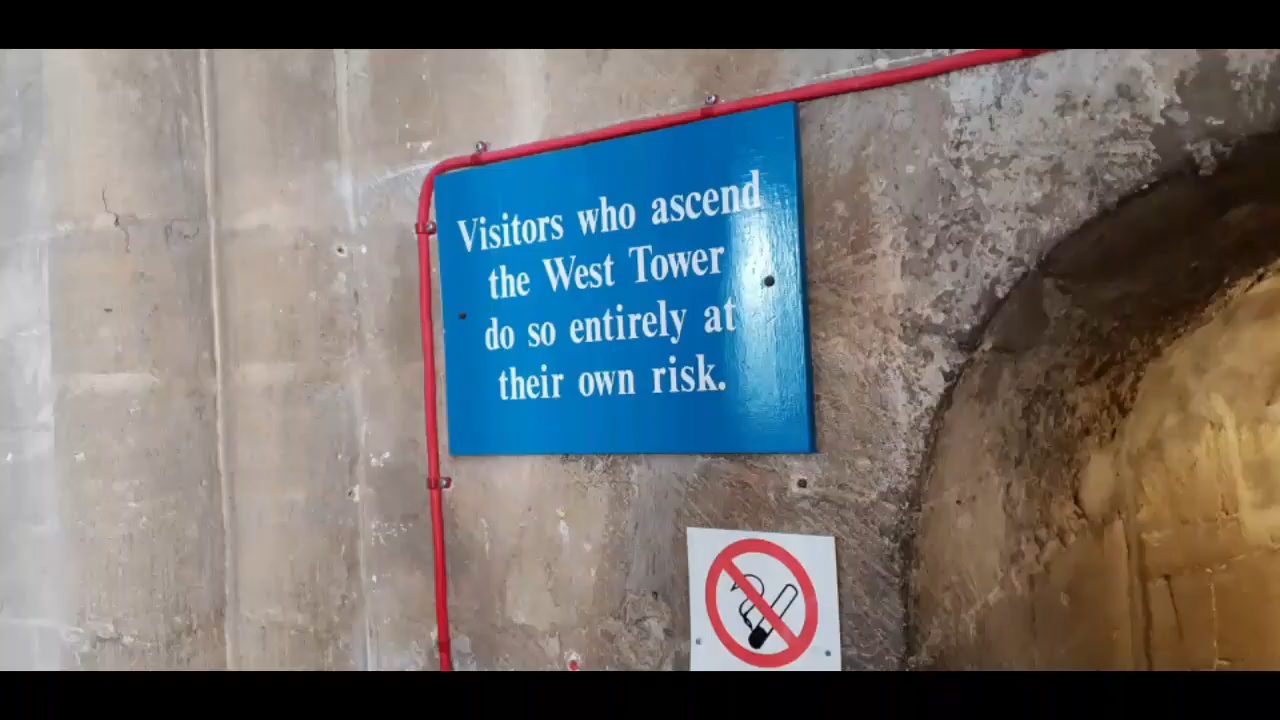 Visitors who ascend
the West Tower
do so entirely at
their own risk.